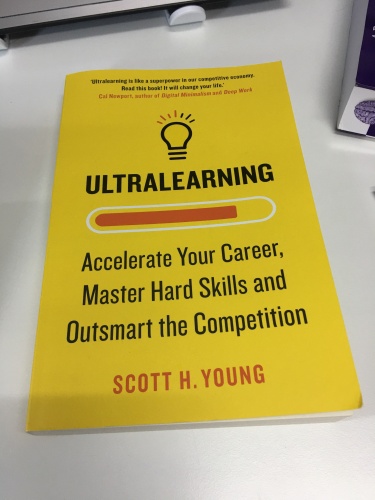 'Ultralearning is like a superpower in our competitive economy.
Read this book! It will change your life.'
Cal Newport, author of Digital Minimalism and Deep Work
ULTRALEARNING
Accelerate Your Career,
Master Hard Skills and
Outsmart the Competition
SCOTT H. YOUNG